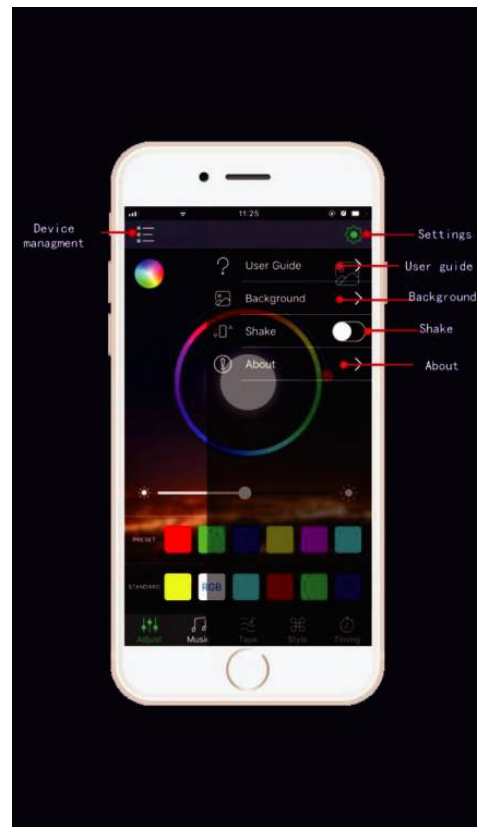 11:25
Device
managment
Settings
User Guide
User guide
Background
Background
Shake
Shake
About
About
PRESET
STANDARD
RGB
Adjust
Music
Tape
Style
Timing